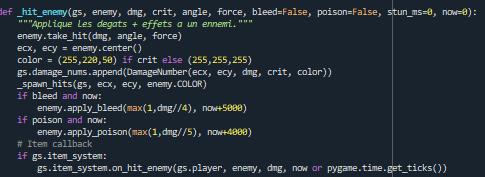 def _hit_enemy(gs, enemy, dmg, crit, angle, force, bleed=False, poison=False, stun_ms=0, now=0):
    """Applique les degats + effets a un ennemi."""
    enemy.take_hit(dmg, angle, force)
    ecx, ecy = enemy.center()
    color = (255,220,50) if crit else (255,255,255)
    gs.damage_nums.append(DamageNumber(ecx, ecy, dmg, crit, color))
    _spawn_hits(gs, ecx, ecy, enemy.COLOR)
    if bleed and now:
        enemy.apply_bleed(max(1,dmg//4), now+5000)
    if poison and now:
        enemy.apply_poison(max(1,dmg//5), now+4000)
    # Item callback
    if gs.item_system:
        gs.item_system.on_hit_enemy(gs.player, enemy, dmg, now or pygame.time.get_ticks())